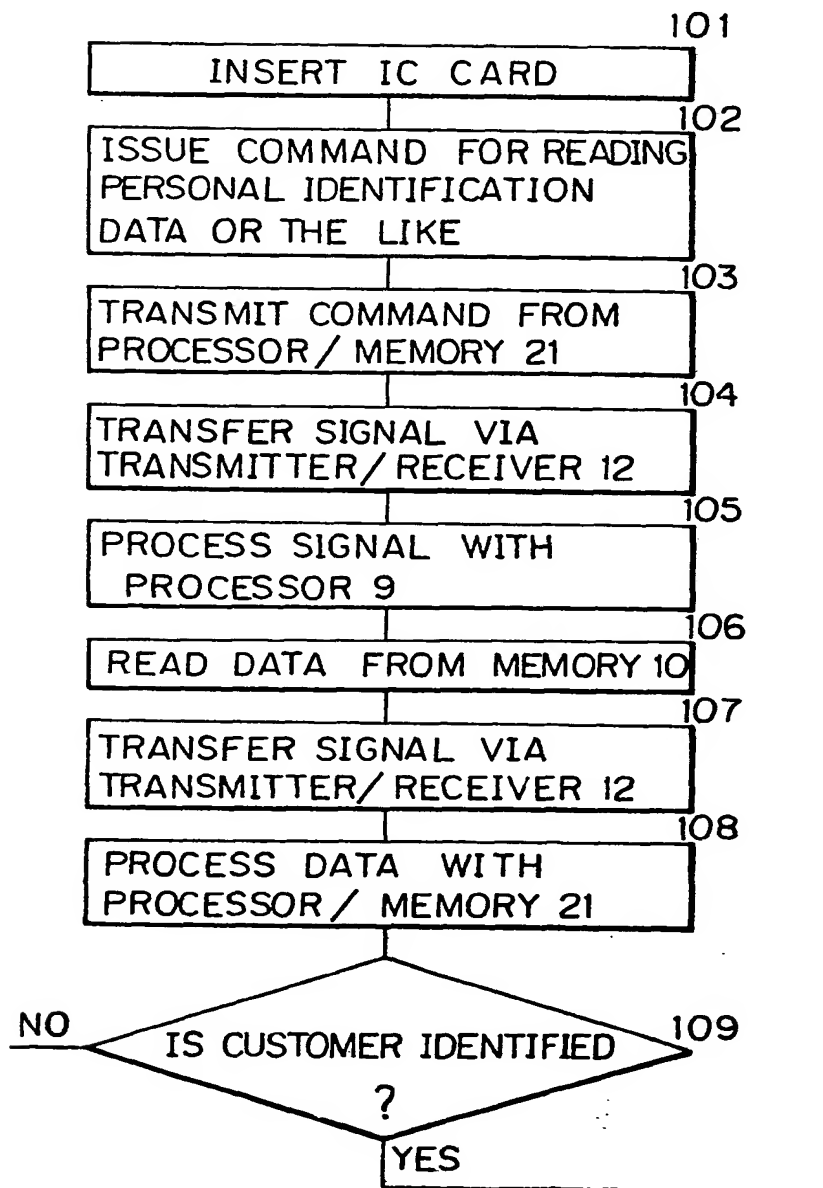 101
INSERT IC CARD
102
ISSUE COMMAND FOR READING
PERSONAL IDENTIFICATION
DATA OR THE LIKE
103
TRANSMIT COMMAND FROM
PROCESSOR/ MEMORY 21
104
TRANSFER SIGNAL VIA
TRANSMITTER/ RECEIVER 12
105
PROCESS SIGNAL WITH
PROCESSOR 9
106
READ DATA FROM MEMORY 10
107
TRANSFER SIGNAL VIA
TRANSMITTER/ RECEIVER 12
108
PROCESS DATA WITH
PROCESSOR/ MEMORY 21
NO
109
IS CUSTOMER IDENTIFIED
?
YES